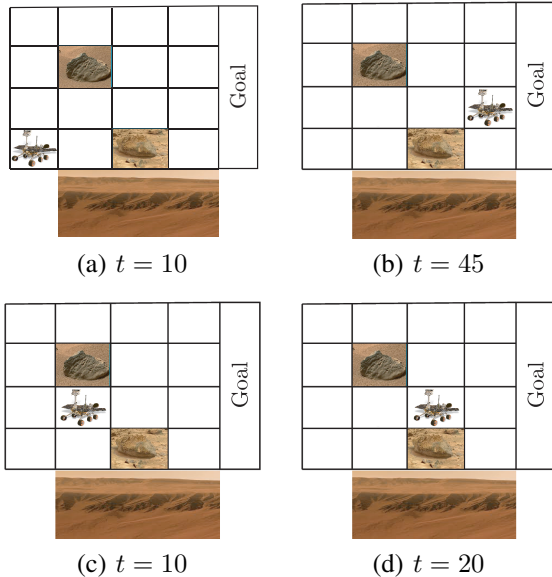 Goal
Goal
(a) t = 10
(b) t = 45
Goal
Goal
(c) t = 10
(d) t = 20